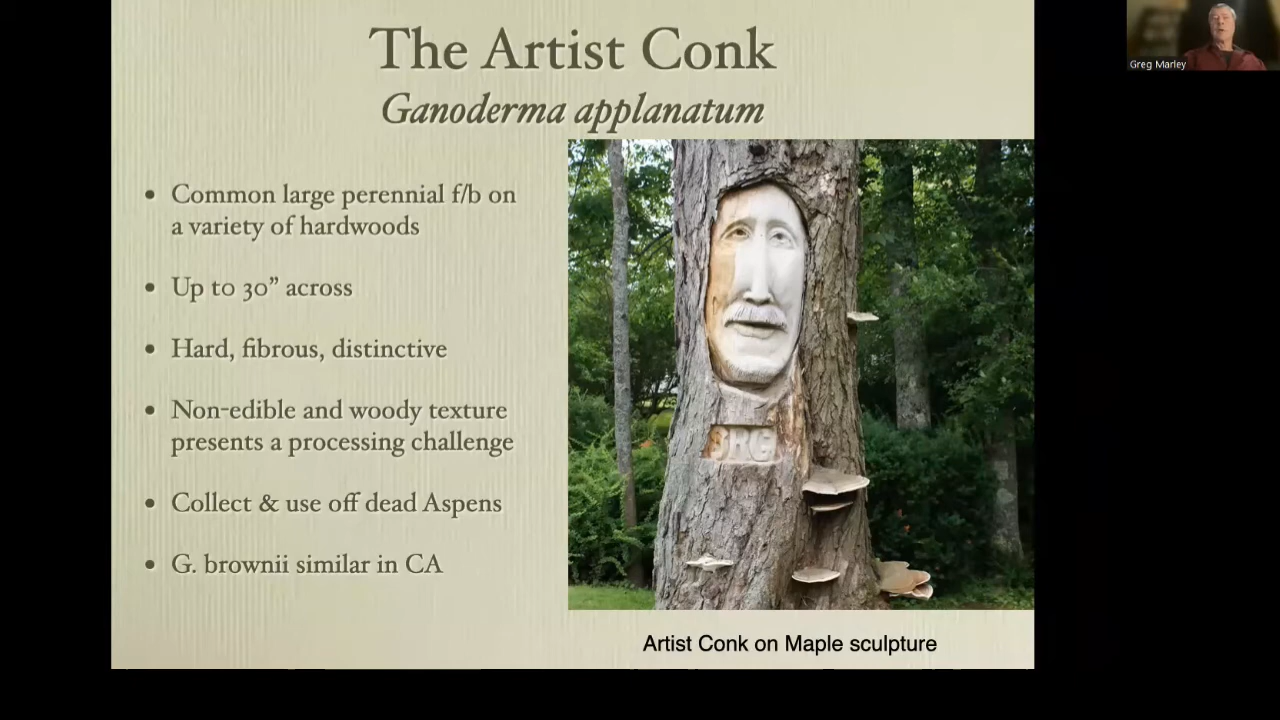 The Artist Conk
Ganoderma applanatum
Greg Marley
• Common large perennial f/b on
a variety of hardwoods
• Up to 30” across
• Hard, fibrous, distinctive
• Non-edible and woody texture
presents a processing challenge
• Collect & use off dead Aspens
• G. brownii similar in CA
Artist Conk on Maple sculpture